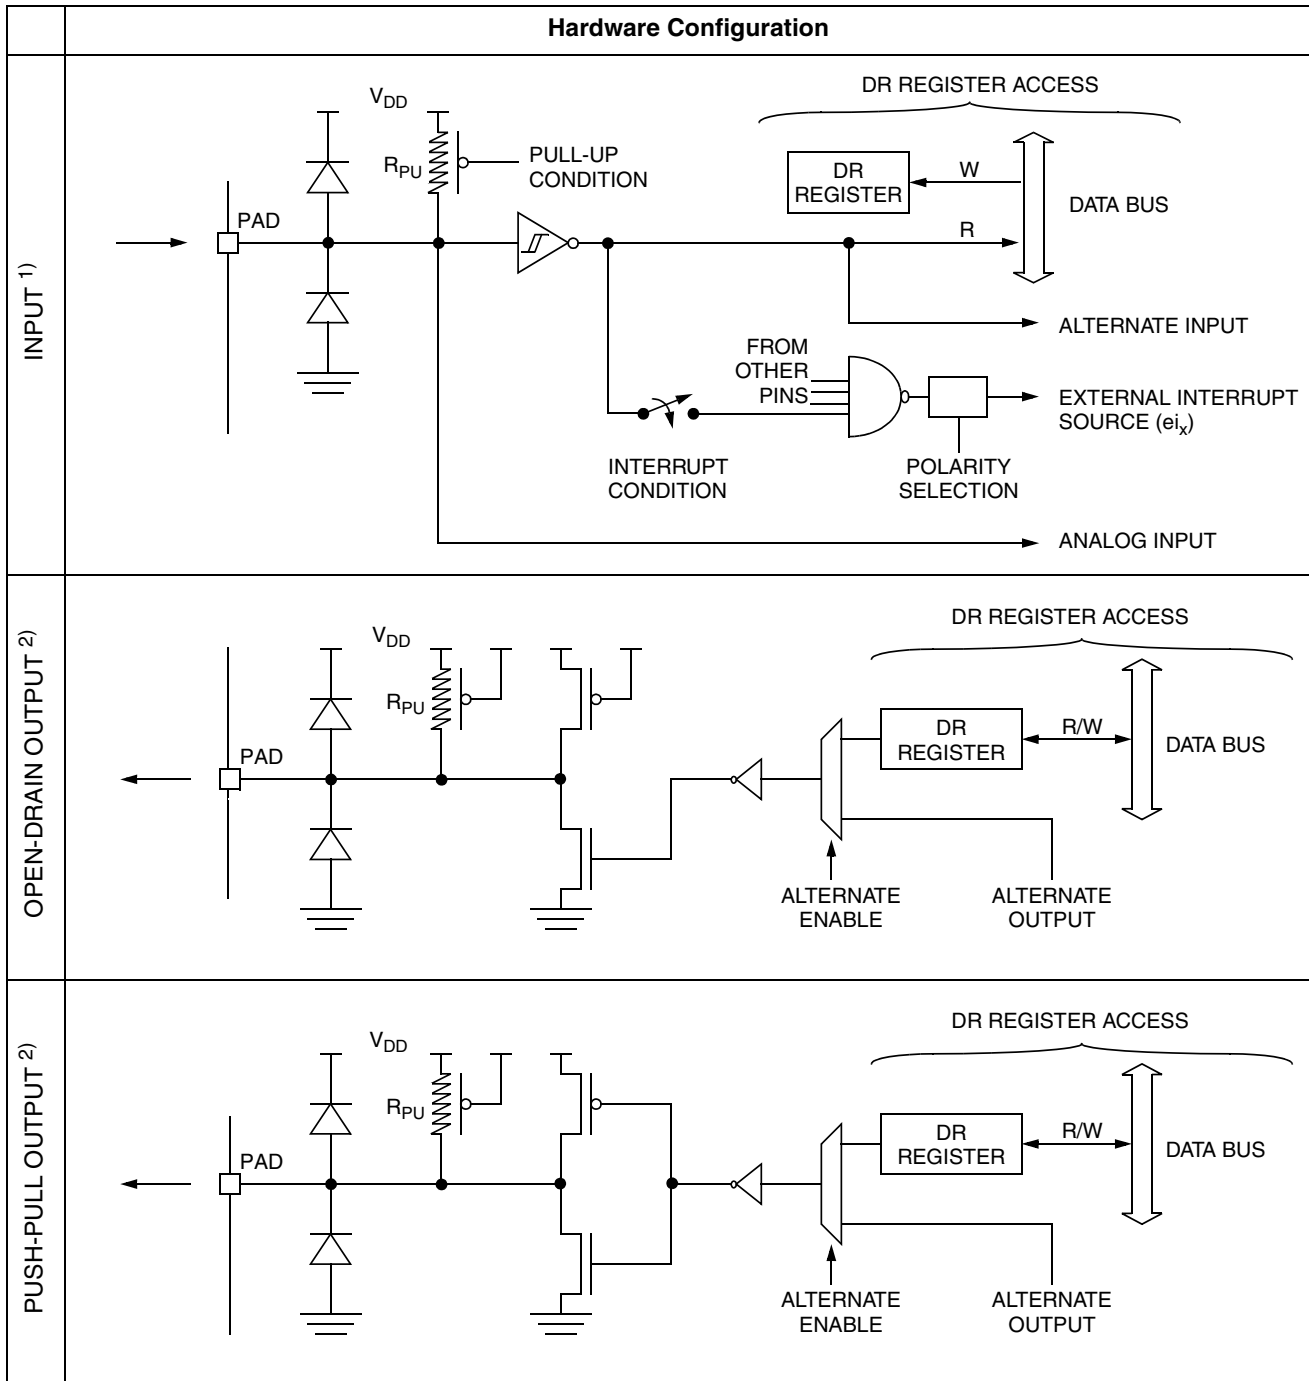 Hardware Configuration
INPUT 1)
DR REGISTER ACCESS
VDD
RPU
PULL-UP
CONDITION
DR
REGISTER
W
DATA BUS
PAD
R
ALTERNATE INPUT
FROM
OTHER
PINS
EXTERNAL INTERRUPT
SOURCE (eix)
INTERRUPT
CONDITION
POLARITY
SELECTION
ANALOG INPUT
OPEN-DRAIN OUTPUT 2)
DR REGISTER ACCESS
VDD
RPU
DR
REGISTER
R/W
DATA BUS
PAD
ALTERNATE
ENABLE
ALTERNATE
OUTPUT
PUSH-PULL OUTPUT 2)
DR REGISTER ACCESS
VDD
RPU
DR
REGISTER
R/W
DATA BUS
PAD
ALTERNATE
ENABLE
ALTERNATE
OUTPUT